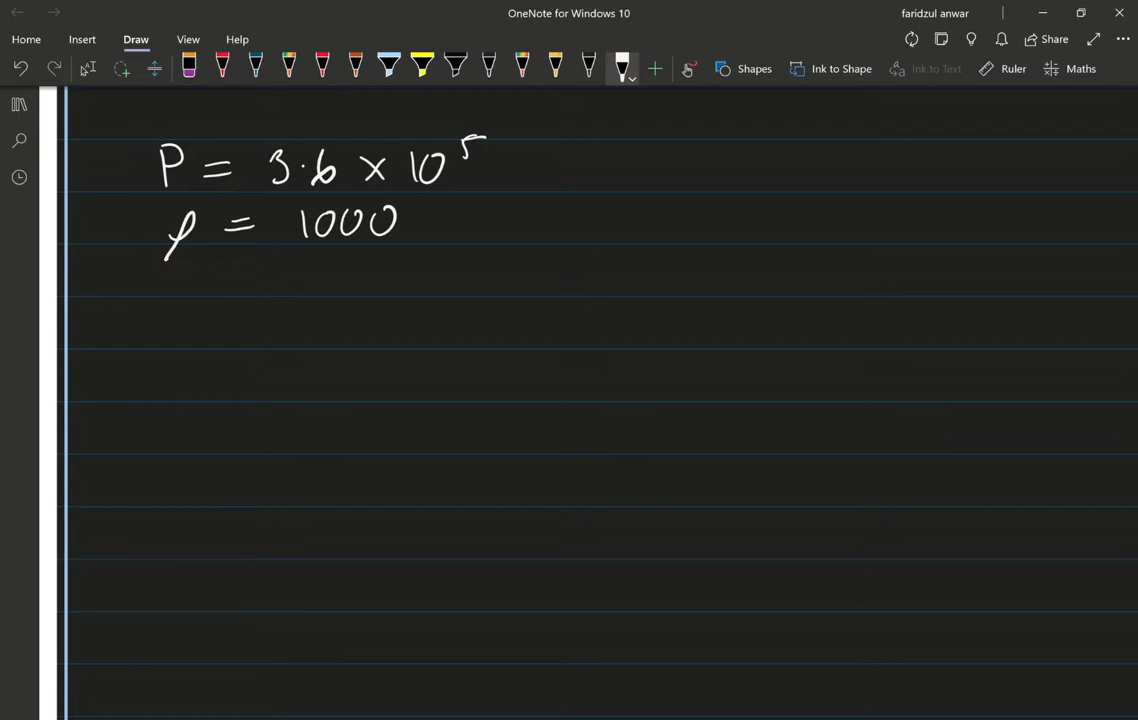 OneNote for Windows 10
faridzul anwar
Home Insert Draw View Help
Share
Shapes Ink to Shape Ink to Text Ruler Maths
P = 3.6 × 10⁵
ρ = 1000